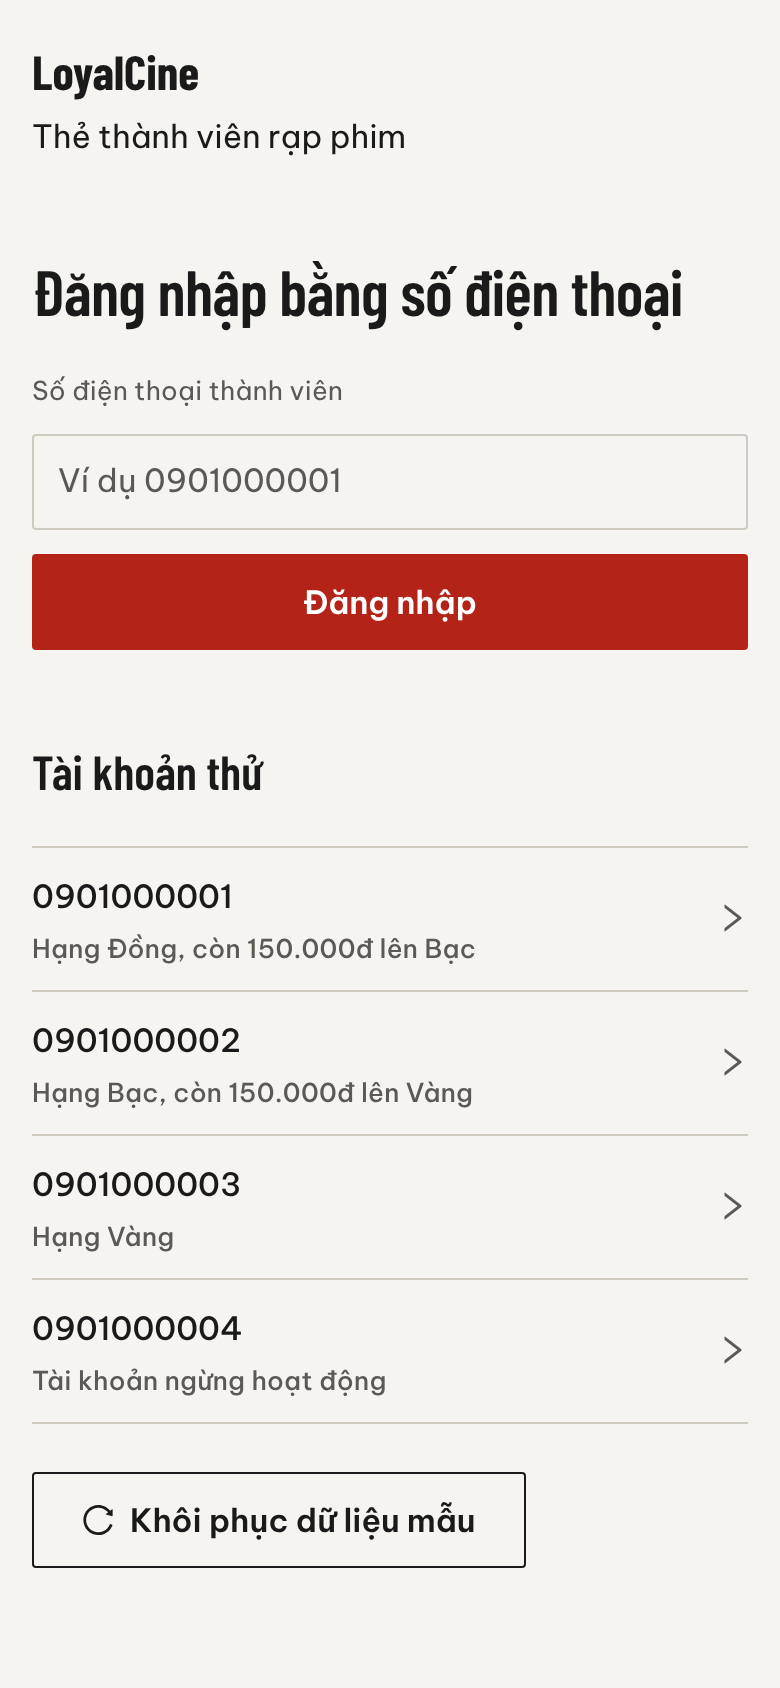 LoyalCine
Thẻ thành viên rạp phim
Đăng nhập bằng số điện thoại
Số điện thoại thành viên
Ví dụ 0901000001
Đăng nhập
Tài khoản thử
0901000001
Hạng Đồng, còn 150.000đ lên Bạc
0901000002
Hạng Bạc, còn 150.000đ lên Vàng
0901000003
Hạng Vàng
0901000004
Tài khoản ngừng hoạt động
Khôi phục dữ liệu mẫu